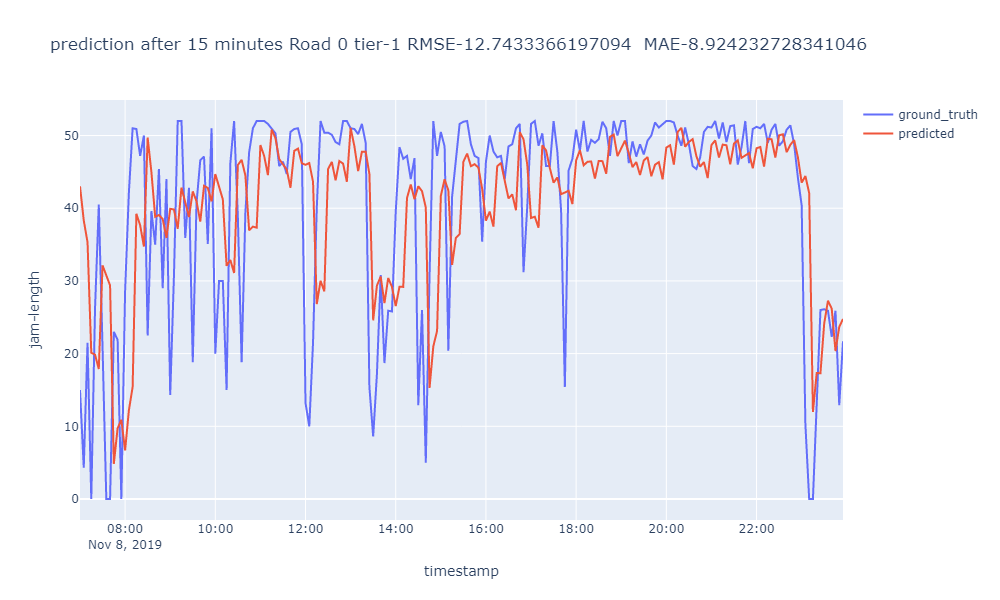 prediction after 15 minutes Road 0 tier-1 RMSE-12.7433366197094  MAE-8.924232728341046
ground_truth
predicted
50
40
30
20
10
0
jam-length
08:00 10:00 12:00 14:00 16:00 18:00 20:00 22:00
Nov 8, 2019
timestamp